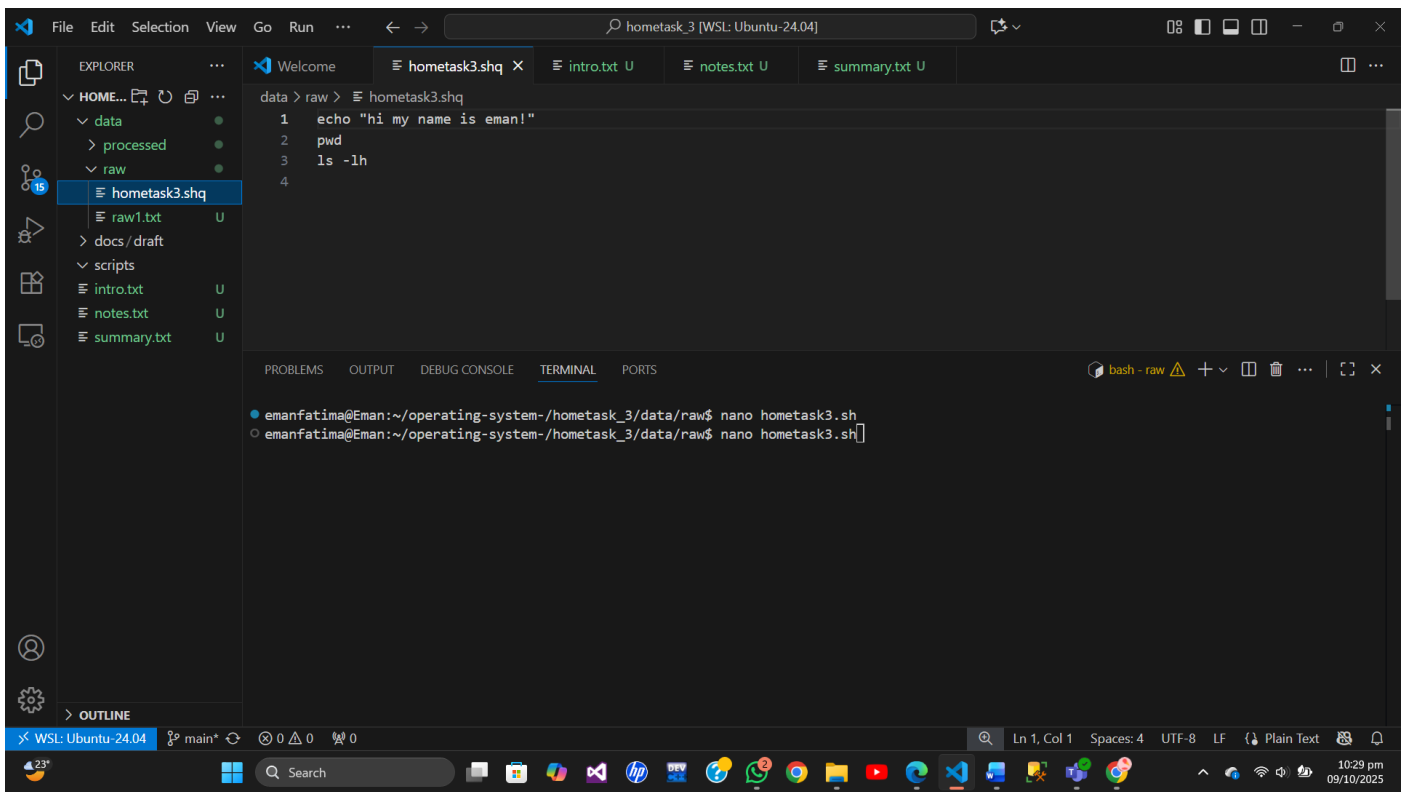 File Edit Selection View Go Run ··· hometask_3 [WSL: Ubuntu-24.04]
EXPLORER ···
Welcome hometask3.shq intro.txt U notes.txt U summary.txt U
HOME... ···
data
processed
raw
hometask3.shq
raw1.txt U
docs / draft
scripts
intro.txt U
notes.txt U
summary.txt U
15
OUTLINE
data > raw > hometask3.shq
1 echo "hi my name is eman!"
2 pwd
3 ls -lh
4
PROBLEMS OUTPUT DEBUG CONSOLE TERMINAL PORTS bash - raw ···
emanfatima@Eman:~/operating-system-/hometask_3/data/raw$ nano hometask3.sh
emanfatima@Eman:~/operating-system-/hometask_3/data/raw$ nano hometask3.sh
WSL: Ubuntu-24.04 main* 0 0 0 Ln 1, Col 1 Spaces: 4 UTF-8 LF Plain Text
23° Search hp DEV 2 10:29 pm
09/10/2025